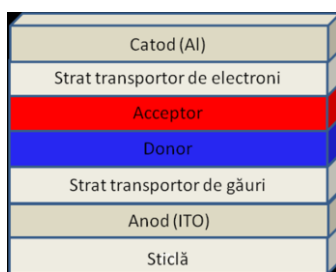 Catod (Al)
Strat transportor de electroni
Acceptor
Donor
Strat transportor de găuri
Anod (ITO)
Sticlă